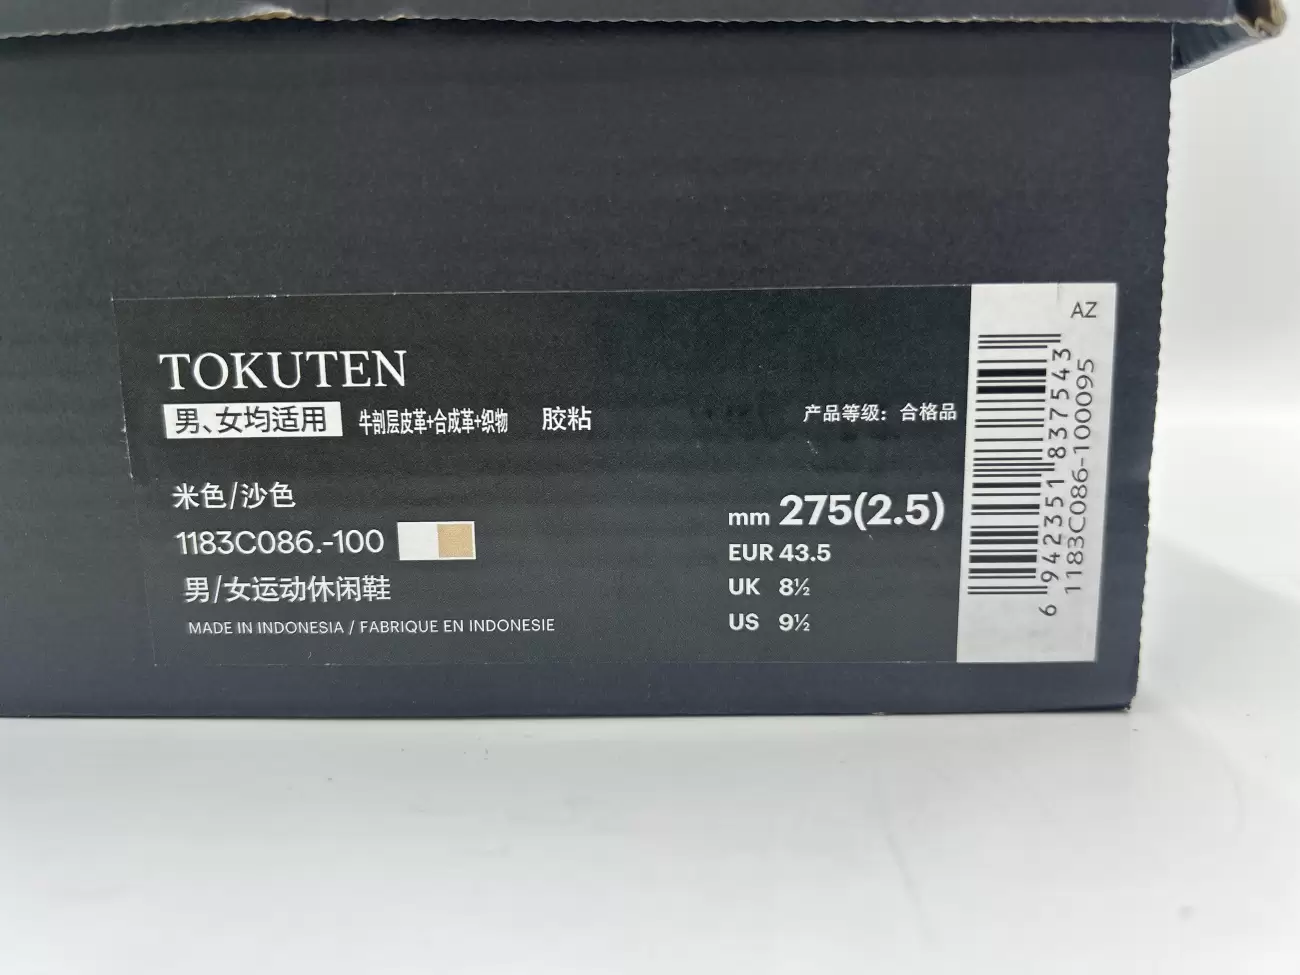 TOKUTEN
男、女均适用 牛剖层皮革+合成革+织物 胶粘
产品等级：合格品
米色/沙色
1183C086.-100
男/女运动休闲鞋
MADE IN INDONESIA / FABRIQUE EN INDONESIE
mm 275(2.5)
EUR 43.5
UK 8½
US 9½
AZ
6 942351 837543
1183C086-100095